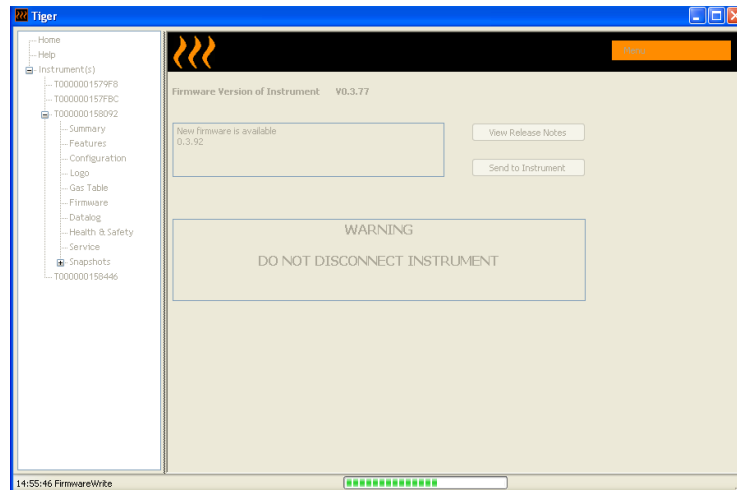 Tiger
Home
Help
Instrument(s)
T0000001579F8
T000000157FBC
T000000158092
Summary
Features
Configuration
Logo
Gas Table
Firmware
Datalog
Health & Safety
Service
Snapshots
T000000158446
Firmware Version of Instrument V0.3.77
New firmware is available
0.3.92
View Release Notes
Send to Instrument
WARNING
DO NOT DISCONNECT INSTRUMENT
14:55:46 FirmwareWrite